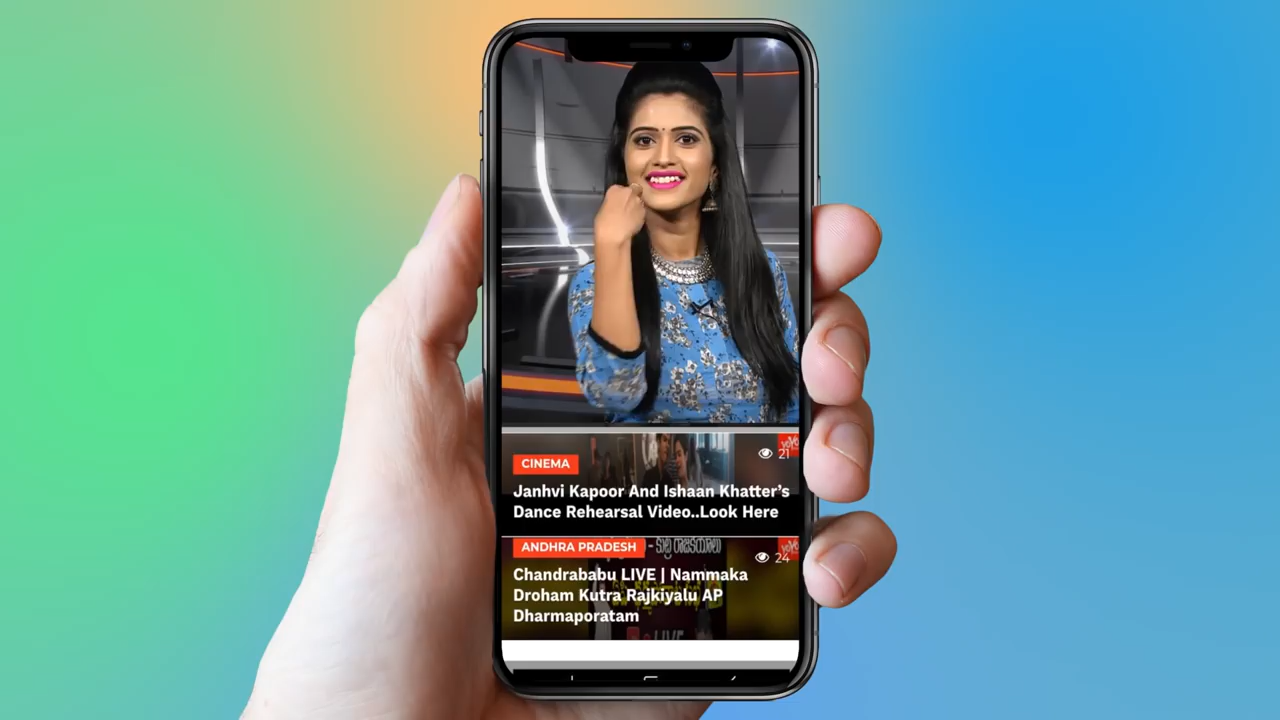 21
CINEMA
Janhvi Kapoor And Ishaan Khatter's
Dance Rehearsal Video..Look Here
ANDHRA PRADESH
24
Chandrababu LIVE | Nammaka
Droham Kutra Rajkiyalu AP
Dharmaporatam